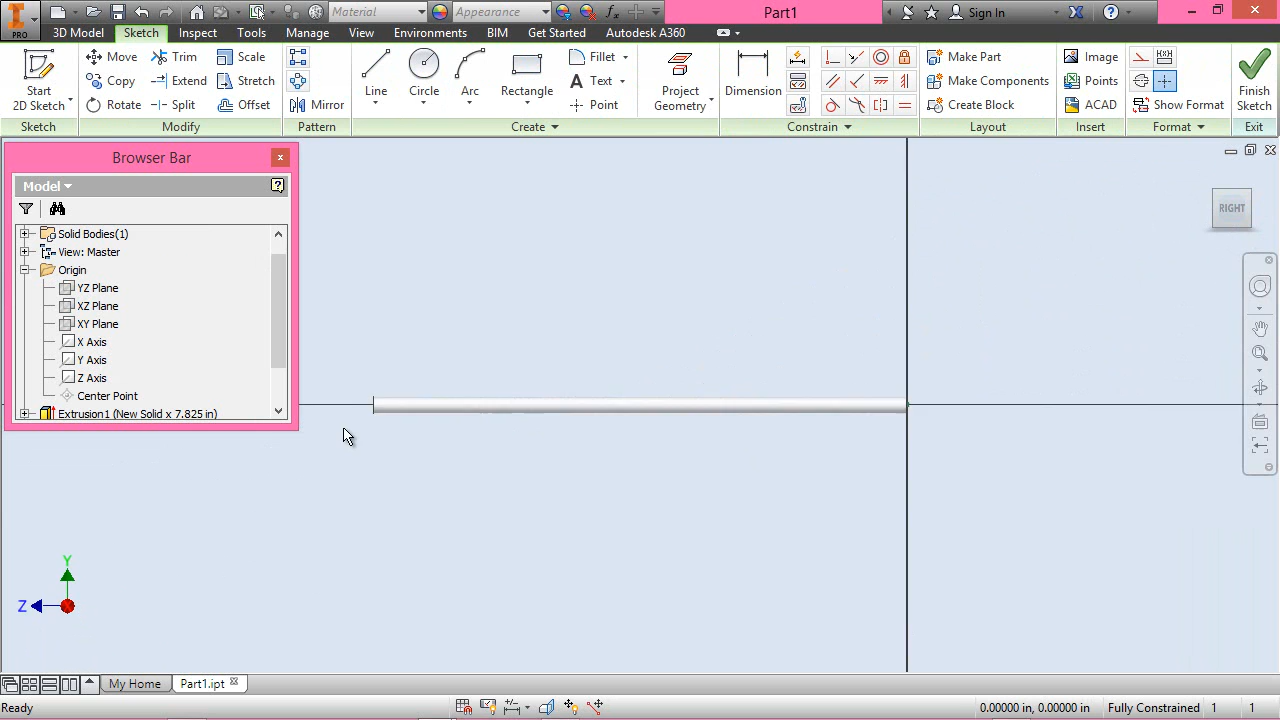 Material
Appearance
Part1
Sign In
PRO
3D Model
Sketch
Inspect
Tools
Manage
View
Environments
BIM
Get Started
Autodesk A360
Start
2D Sketch
Move
Copy
Rotate
Trim
Extend
Split
Scale
Stretch
Offset
Mirror
Line
Circle
Arc
Rectangle
Fillet
Text
Point
Project
Geometry
Dimension
Make Part
Make Components
Create Block
Image
Points
ACAD
Show Format
Finish
Sketch
Sketch
Modify
Pattern
Create
Constrain
Layout
Insert
Format
Exit
Browser Bar
Model
Solid Bodies(1)
View: Master
Origin
YZ Plane
XZ Plane
XY Plane
X Axis
Y Axis
Z Axis
Center Point
Extrusion1 (New Solid x 7.825 in)
RIGHT
Y
Z
X
My Home
Part1.ipt
Ready
0.00000 in, 0.00000 in
Fully Constrained
1
1